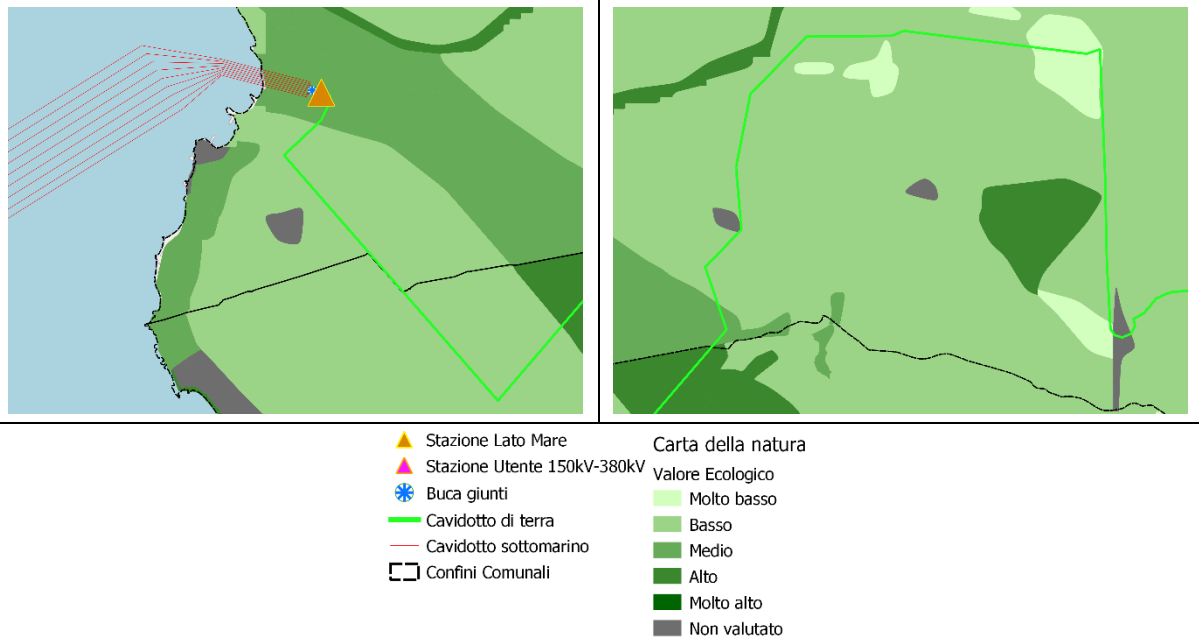 Stazione Lato Mare
Stazione Utente 150kV-380kV
Buca giunti
Cavidotto di terra
Cavidotto sottomarino
Confini Comunali
Carta della natura
Valore Ecologico
Molto basso
Basso
Medio
Alto
Molto alto
Non valutato